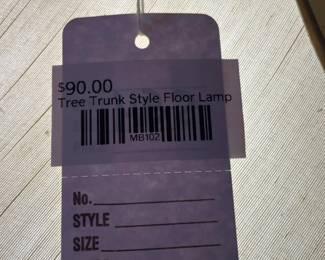 $90.00
Tree Trunk Style Floor Lamp
MB102
No.
STYLE
SIZE